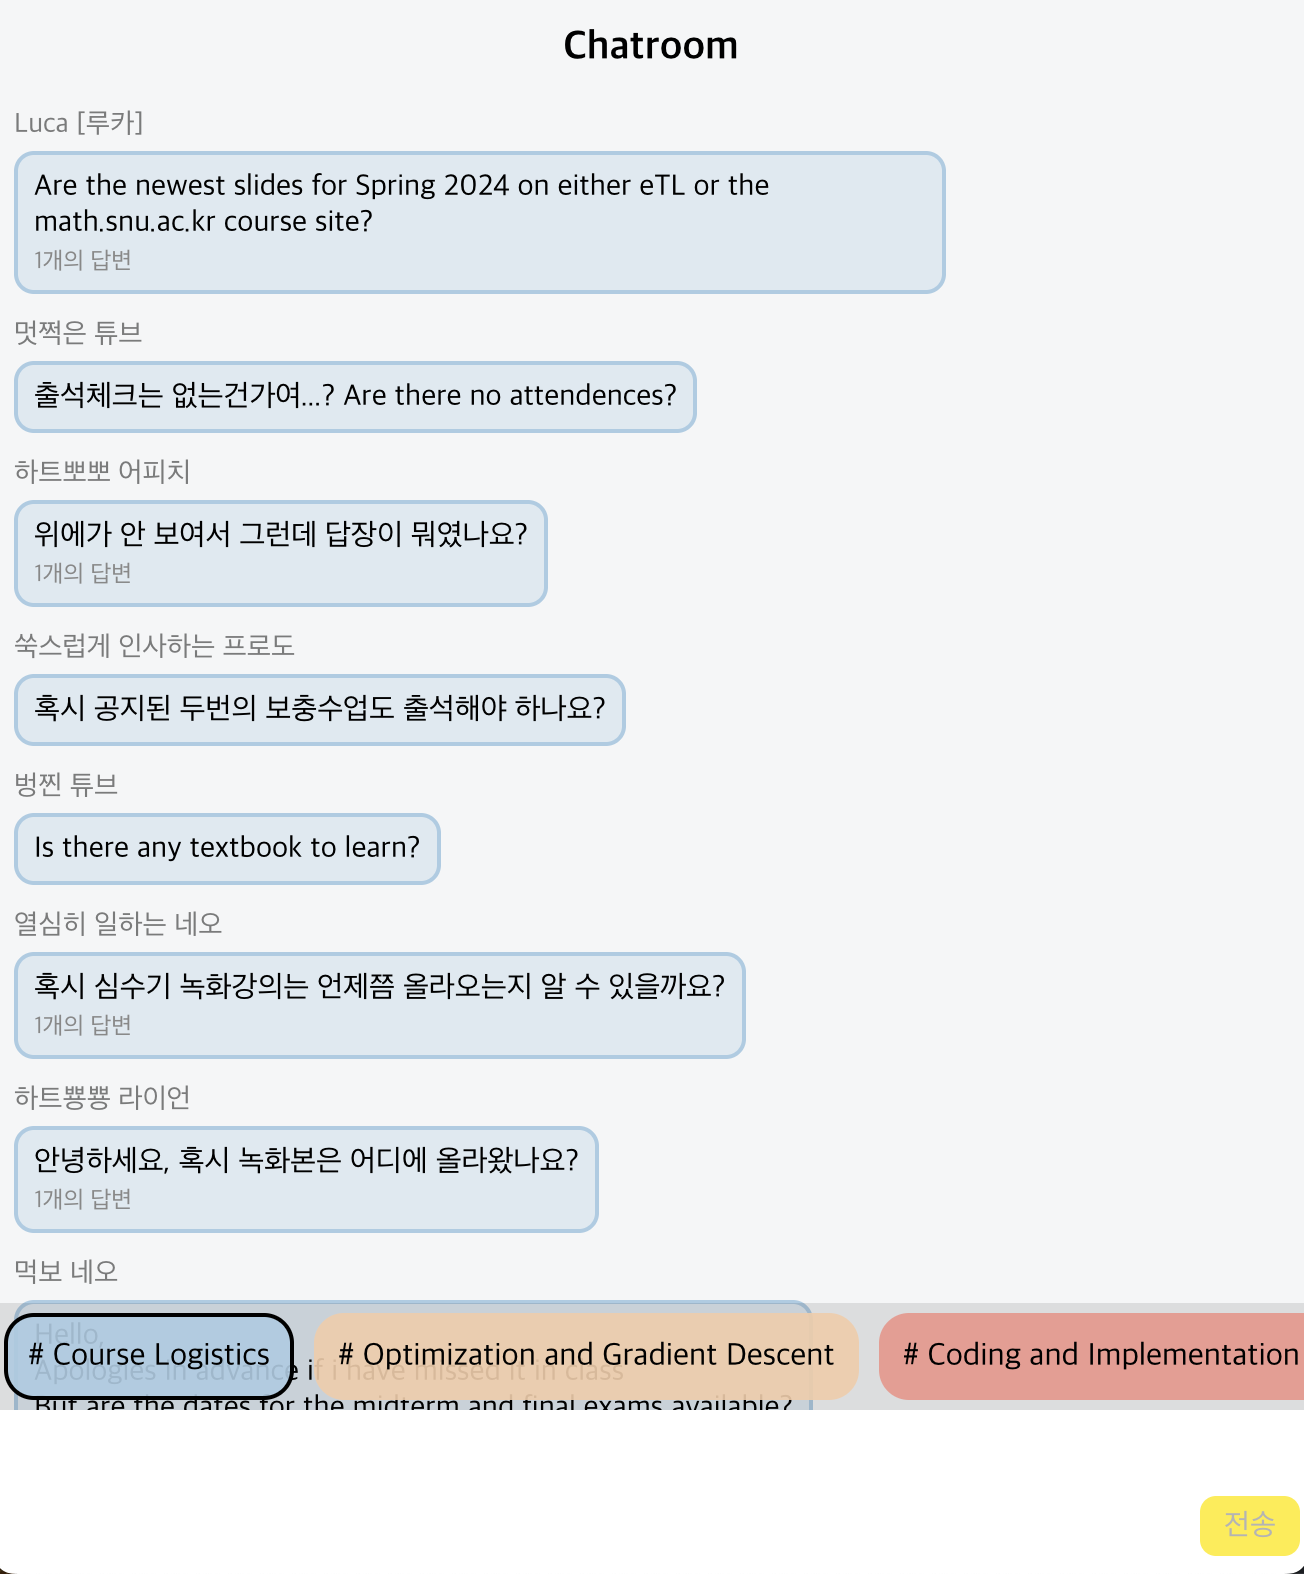 Chatroom
Luca [루카]
Are the newest slides for Spring 2024 on either eTL or the
math.snu.ac.kr course site?
1개의 답변
멋쩍은 튜브
출석체크는 없는건가여...? Are there no attendences?
하트뽀뽀 어피치
위에가 안 보여서 그런데 답장이 뭐였나요?
1개의 답변
쑥스럽게 인사하는 프로도
혹시 공지된 두번의 보충수업도 출석해야 하나요?
벙찐 튜브
Is there any textbook to learn?
열심히 일하는 네오
혹시 심수기 녹화강의는 언제쯤 올라오는지 알 수 있을까요?
1개의 답변
하트뿅뿅 라이언
안녕하세요, 혹시 녹화본은 어디에 올라왔나요?
1개의 답변
먹보 네오
Hello,
Apologies in advance if i have missed it in class
But are the dates for the midterm and final exams available?
# Course Logistics
# Optimization and Gradient Descent
# Coding and Implementation
전송